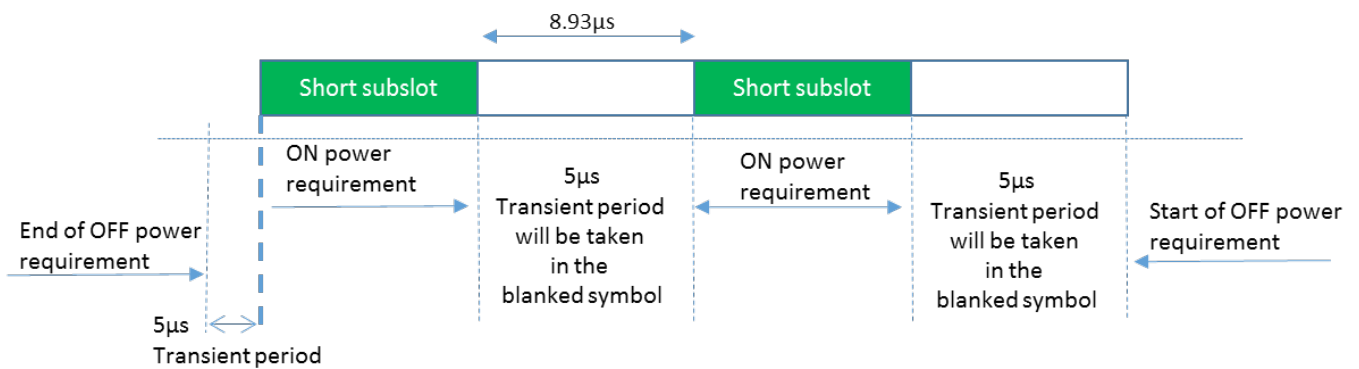 8.93µs
Short subslot
Short subslot
ON power
requirement
5µs
Transient period
will be taken
in the
blanked symbol
ON power
requirement
5µs
Transient period
will be taken
in the
blanked symbol
End of OFF power
requirement
Start of OFF power
requirement
5µs
Transient period